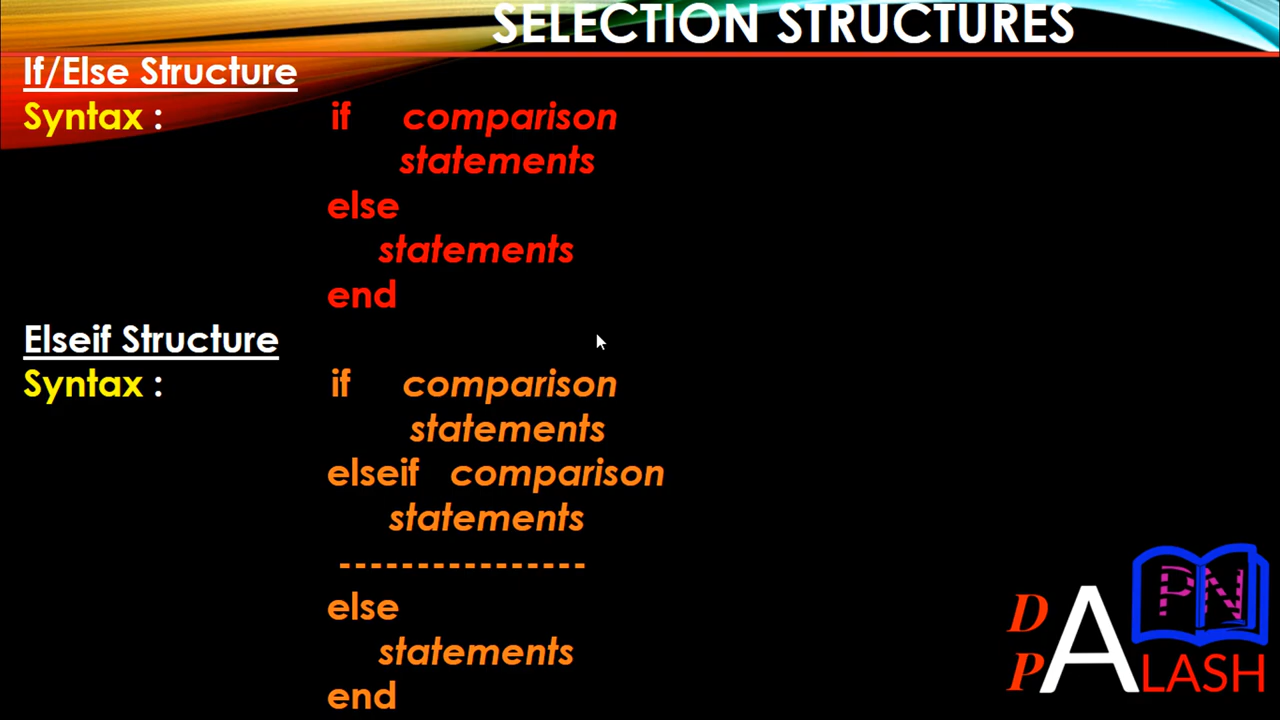 SELECTION STRUCTURES
If/Else Structure
Syntax : if comparison
statements
else
statements
end
Elseif Structure
Syntax : if comparison
statements
elseif comparison
statements
----------------
else
statements
end
PN
D
P ALASH